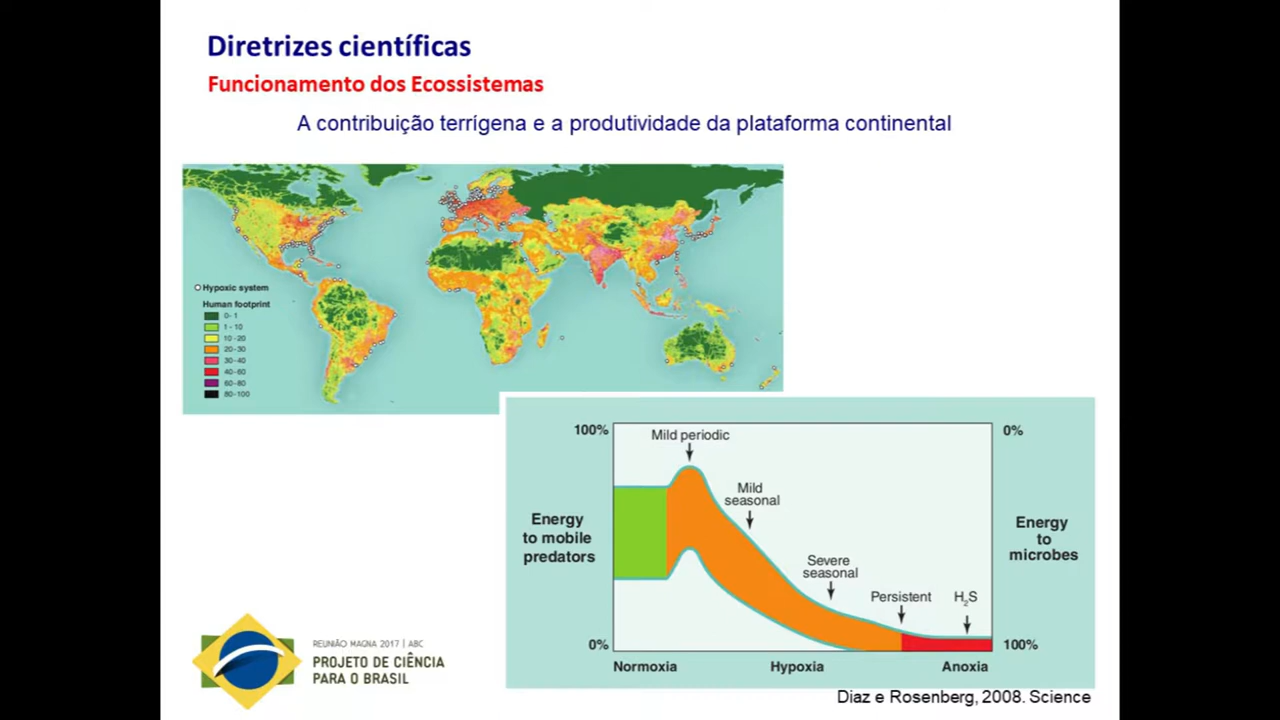 Diretrizes científicas
Funcionamento dos Ecossistemas
A contribuição terrígena e a produtividade da plataforma continental
Hypoxic system
Human footprint
0-1
1-10
10-20
20-30
30-40
40-60
60-80
80-100
100%
Mild periodic
0%
Mild
seasonal
Energy
to mobile
predators
Energy
to
microbes
Severe
seasonal
Persistent
H2S
0%
100%
Normoxia
Hypoxia
Anoxia
REUNIÃO MAGNA 2017 | ABC
PROJETO DE CIÊNCIA
PARA O BRASIL
Diaz e Rosenberg, 2008. Science